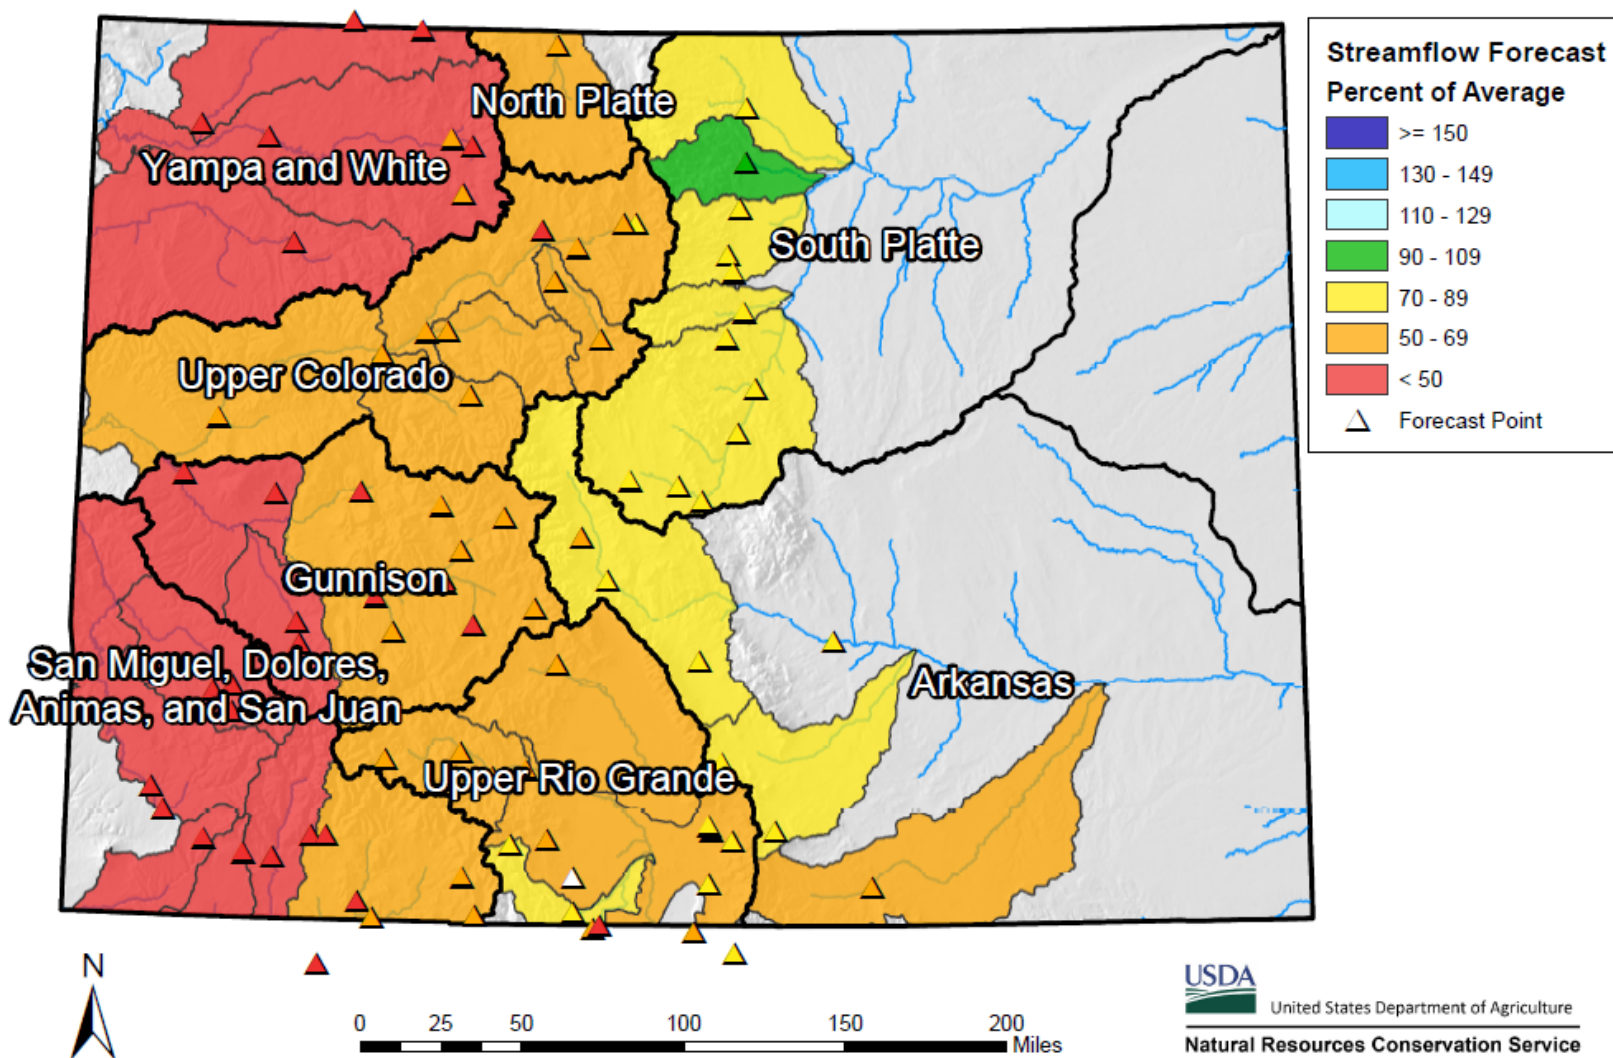 Streamflow Forecast
Percent of Average
>= 150
130 - 149
110 - 129
90 - 109
70 - 89
50 - 69
< 50
Forecast Point
North Platte
Yampa and White
South Platte
Upper Colorado
Gunnison
San Miguel, Dolores,
Animas, and San Juan
Arkansas
Upper Rio Grande
N
0 25 50 100 150 200
Miles
USDA
United States Department of Agriculture
Natural Resources Conservation Service